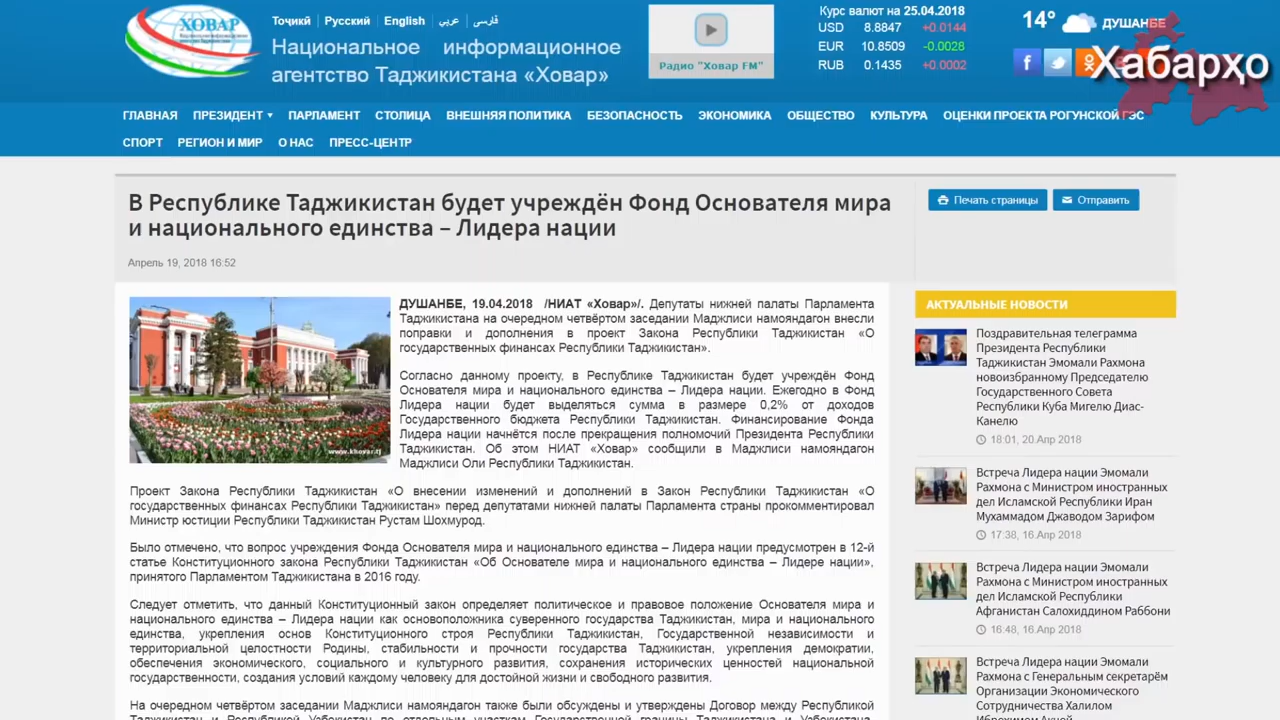 ХОВАР
Тоҷикӣ Русский English عربي فارسی
Национальное информационное
агентство Таджикистана «Ховар»
Радио "Ховар FM"
Курс валют на 25.04.2018
USD 8.8847 +0.0144
EUR 10.8509 -0.0028
RUB 0.1435 +0.0002
14° ДУШАНБЕ
Хабарҳо
ГЛАВНАЯ ПРЕЗИДЕНТ ПАРЛАМЕНТ СТОЛИЦА ВНЕШНЯЯ ПОЛИТИКА БЕЗОПАСНОСТЬ ЭКОНОМИКА ОБЩЕСТВО КУЛЬТУРА ОЦЕНКИ ПРОЕКТА РОГУНСКОЙ ГЭС
СПОРТ РЕГИОН И МИР О НАС ПРЕСС-ЦЕНТР
В Республике Таджикистан будет учреждён Фонд Основателя мира
и национального единства – Лидера нации
Апрель 19, 2018 16:52
Печать страницы Отправить
www.khovar.tj
ДУШАНБЕ, 19.04.2018 /НИАТ «Ховар»/. Депутаты нижней палаты Парламента
Таджикистана на очередном четвёртом заседании Маджлиси намояндагон внесли
поправки и дополнения в проект Закона Республики Таджикистан «О
государственных финансах Республики Таджикистан».
Согласно данному проекту, в Республике Таджикистан будет учреждён Фонд
Основателя мира и национального единства – Лидера нации. Ежегодно в Фонд
Лидера нации будет выделяться сумма в размере 0,2% от доходов
Государственного бюджета Республики Таджикистан. Финансирование Фонда
Лидера нации начнётся после прекращения полномочий Президента Республики
Таджикистан. Об этом НИАТ «Ховар» сообщили в Маджлиси намояндагон
Маджлиси Оли Республики Таджикистан.
Проект Закона Республики Таджикистан «О внесении изменений и дополнений в Закон Республики Таджикистан «О
государственных финансах Республики Таджикистан» перед депутатами нижней палаты Парламента страны прокомментировал
Министр юстиции Республики Таджикистан Рустам Шохмурод.
Было отмечено, что вопрос учреждения Фонда Основателя мира и национального единства – Лидера нации предусмотрен в 12-й
статье Конституционного закона Республики Таджикистан «Об Основателе мира и национального единства – Лидере нации»,
принятого Парламентом Таджикистана в 2016 году.
Следует отметить, что данный Конституционный закон определяет политическое и правовое положение Основателя мира и
национального единства – Лидера нации как основоположника суверенного государства Таджикистан, мира и национального
единства, укрепления основ Конституционного строя Республики Таджикистан, Государственной независимости и
территориальной целостности Родины, стабильности и прочности государства Таджикистан, укрепления демократии,
обеспечения экономического, социального и культурного развития, сохранения исторических ценностей национальной
государственности, создания условий каждому человеку для достойной жизни и свободного развития.
На очередном четвёртом заседании Маджлиси намояндагон также были обсуждены и утверждены Договор между Республикой
Таджикистан и Республикой Узбекистан по отдельным участкам Государственной границы Таджикистана и Узбекистана,
АКТУАЛЬНЫЕ НОВОСТИ
Поздравительная телеграмма
Президента Республики
Таджикистан Эмомали Рахмона
новоизбранному Председателю
Государственного Совета
Республики Куба Мигелю Диас-
Канелю
18:01, 20.Апр 2018
Встреча Лидера нации Эмомали
Рахмона с Министром иностранных
дел Исламской Республики Иран
Мухаммадом Джаводом Зарифом
17:38, 16.Апр 2018
Встреча Лидера нации Эмомали
Рахмона с Министром иностранных
дел Исламской Республики
Афганистан Салохиддином Раббони
16:48, 16.Апр 2018
Встреча Лидера нации Эмомали
Рахмона с Генеральным секретарём
Организации Экономического
Сотрудничества Халилом
Иброхимом Акчей